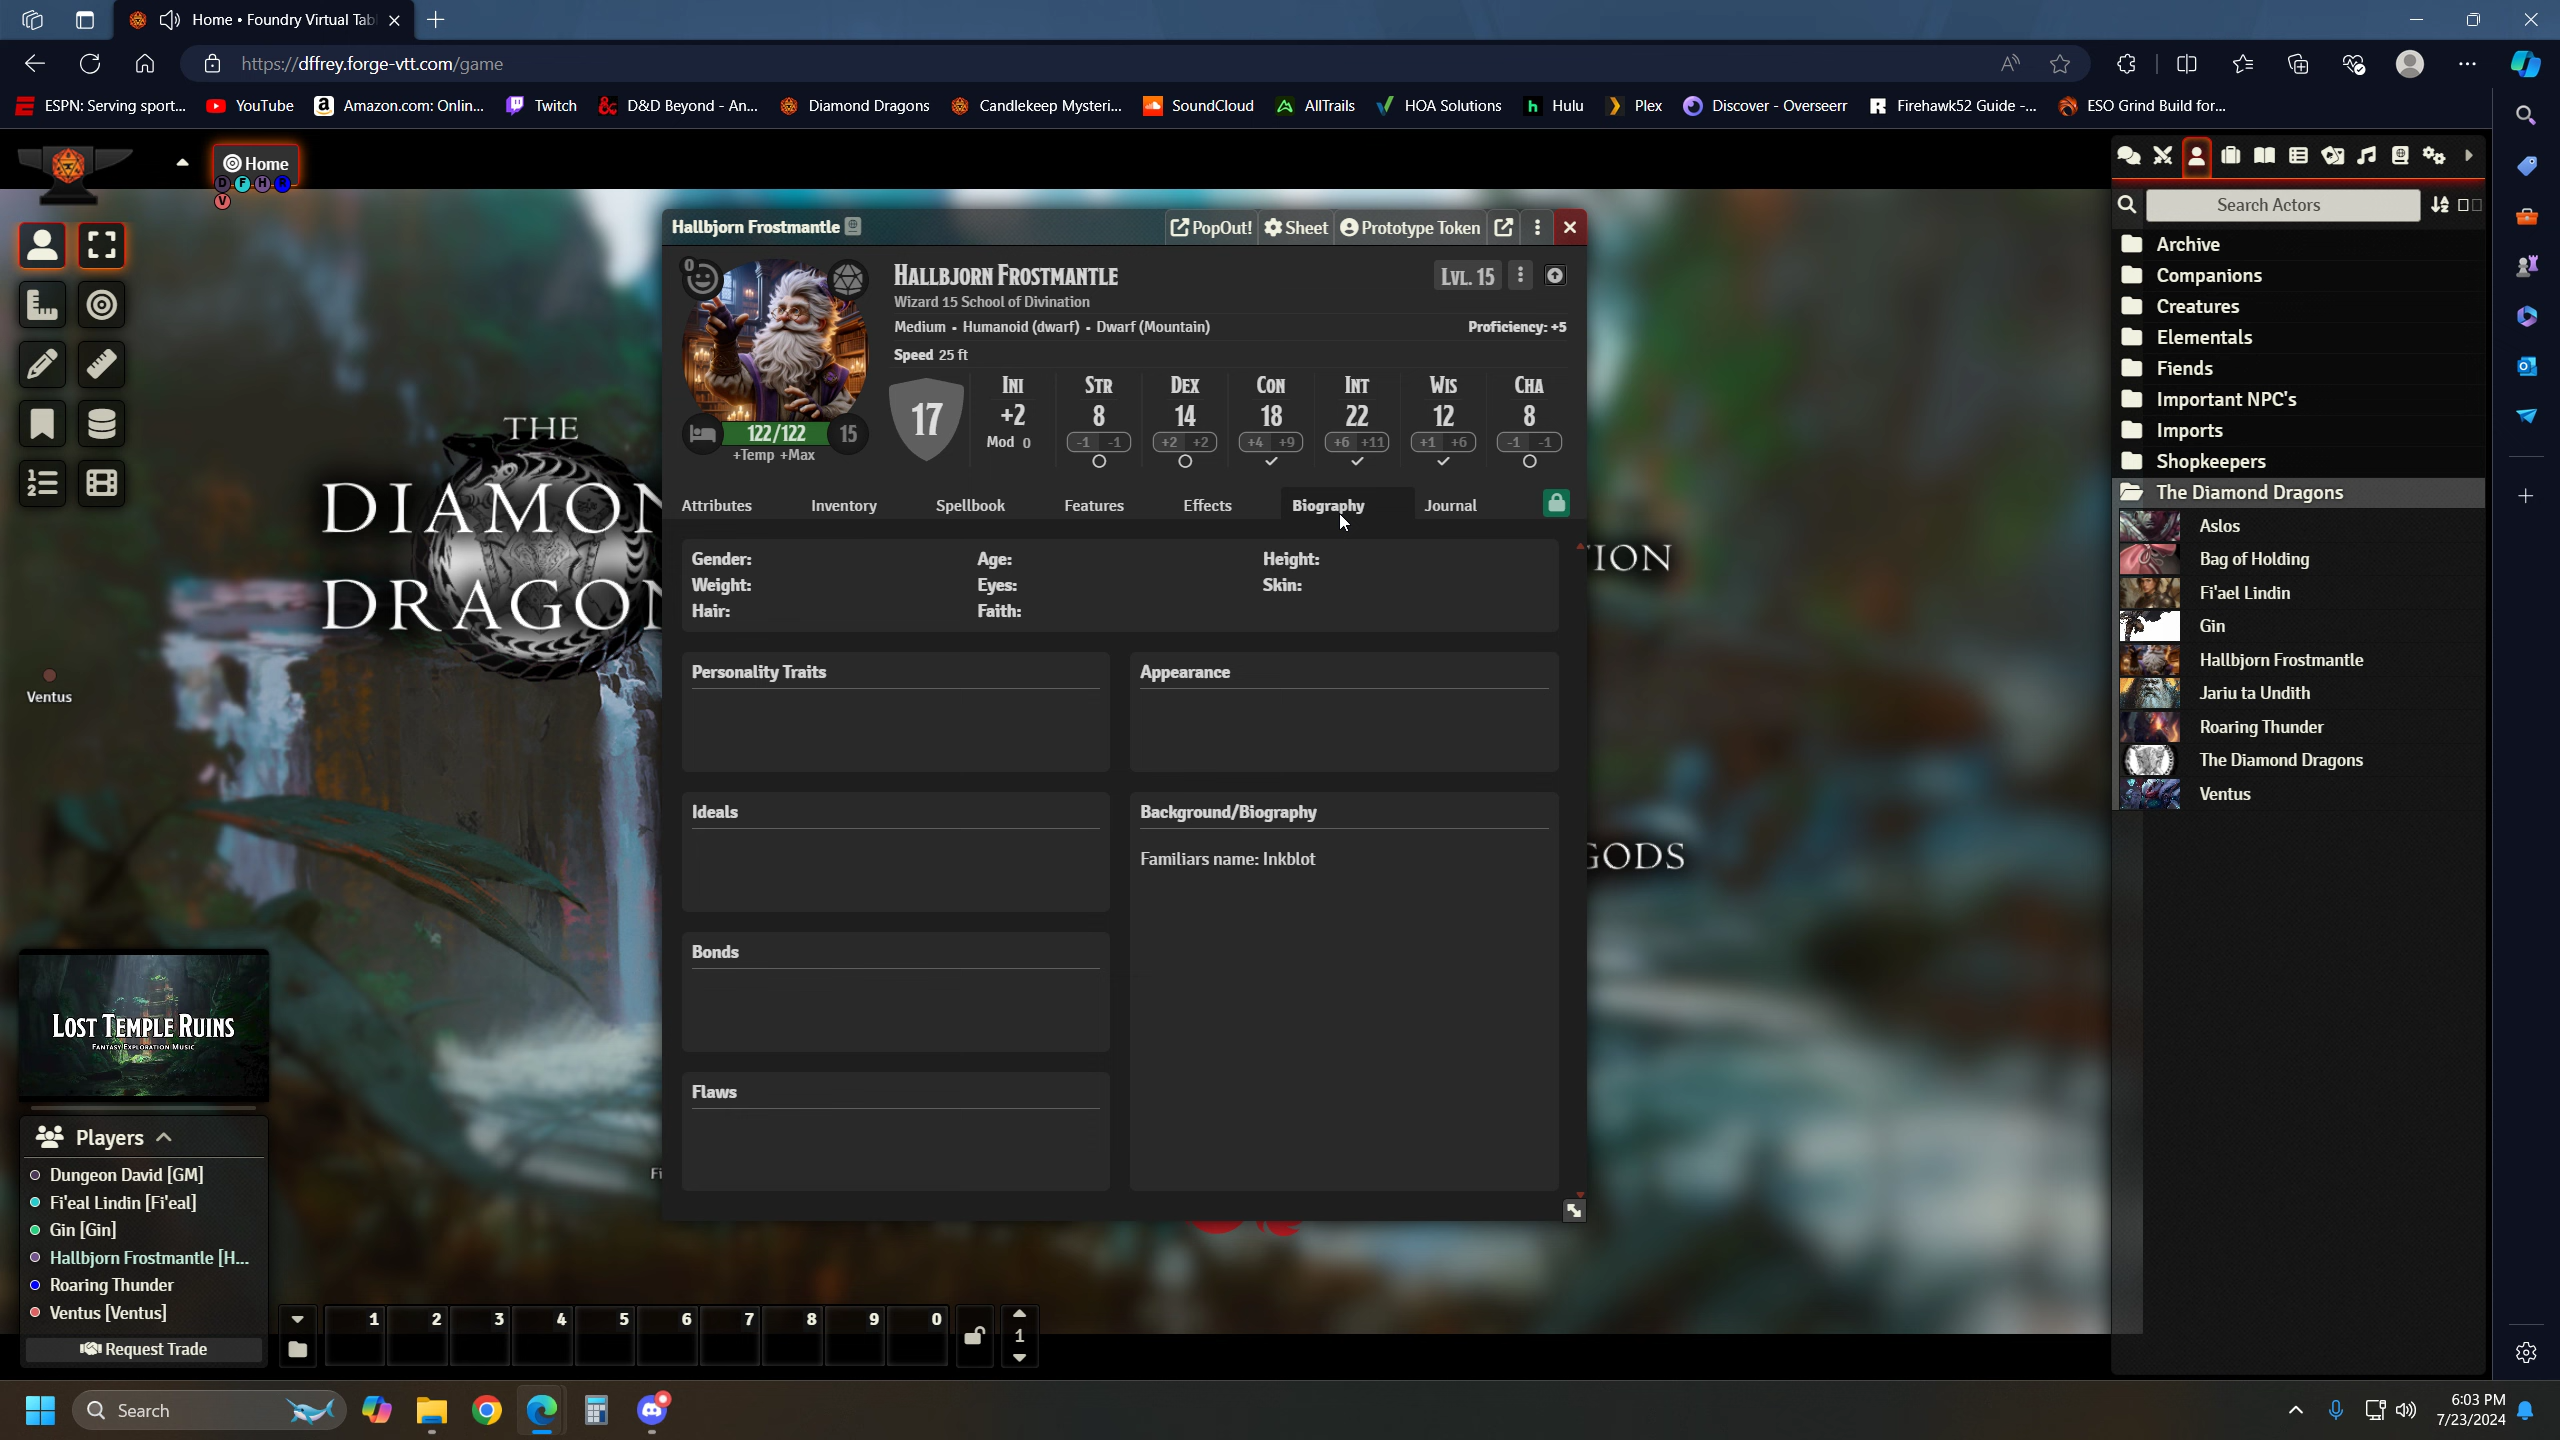 Home • Foundry Virtual Tab
https://dffrey.forge-vtt.com/game
ESPN: Serving sport...
YouTube
Amazon.com: Onlin...
Twitch
D&D Beyond - An...
Diamond Dragons
Candlekeep Mysteri...
SoundCloud
AllTrails
HOA Solutions
Hulu
Plex
Discover - Overseerr
Firehawk52 Guide -...
ESO Grind Build for...
Home
D F H R
V
Search Actors
Archive
Companions
Creatures
Elementals
Fiends
Important NPC's
Imports
Shopkeepers
The Diamond Dragons
Aslos
Bag of Holding
Fi'ael Lindin
Gin
Hallbjorn Frostmantle
Jariu ta Undith
Roaring Thunder
The Diamond Dragons
Ventus
THE
DIAMON
DRAGON
TION
GODS
Ventus
Fi
Hallbjorn Frostmantle
PopOut!
Sheet
Prototype Token
0
HALLBJORN FROSTMANTLE
LVL. 15
Wizard 15 School of Divination
Medium • Humanoid (dwarf) • Dwarf (Mountain)
Proficiency: +5
Speed 25 ft
122/122
15
+Temp +Max
17
INI
+2
Mod 0
STR
8
-1 -1
DEX
14
+2 +2
CON
18
+4 +9
INT
22
+6 +11
WIS
12
+1 +6
CHA
8
-1 -1
Attributes
Inventory
Spellbook
Features
Effects
Biography
Journal
Gender:
Age:
Height:
Weight:
Eyes:
Skin:
Hair:
Faith:
Personality Traits
Appearance
Ideals
Background/Biography
Familiars name: Inkblot
Bonds
Flaws
LOST TEMPLE RUINS
FANTASY EXPLORATION MUSIC
Players
Dungeon David [GM]
Fi'eal Lindin [Fi'eal]
Gin [Gin]
Hallbjorn Frostmantle [H...
Roaring Thunder
Ventus [Ventus]
Request Trade
1
2
3
4
5
6
7
8
9
0
1
Search
6:03 PM
7/23/2024